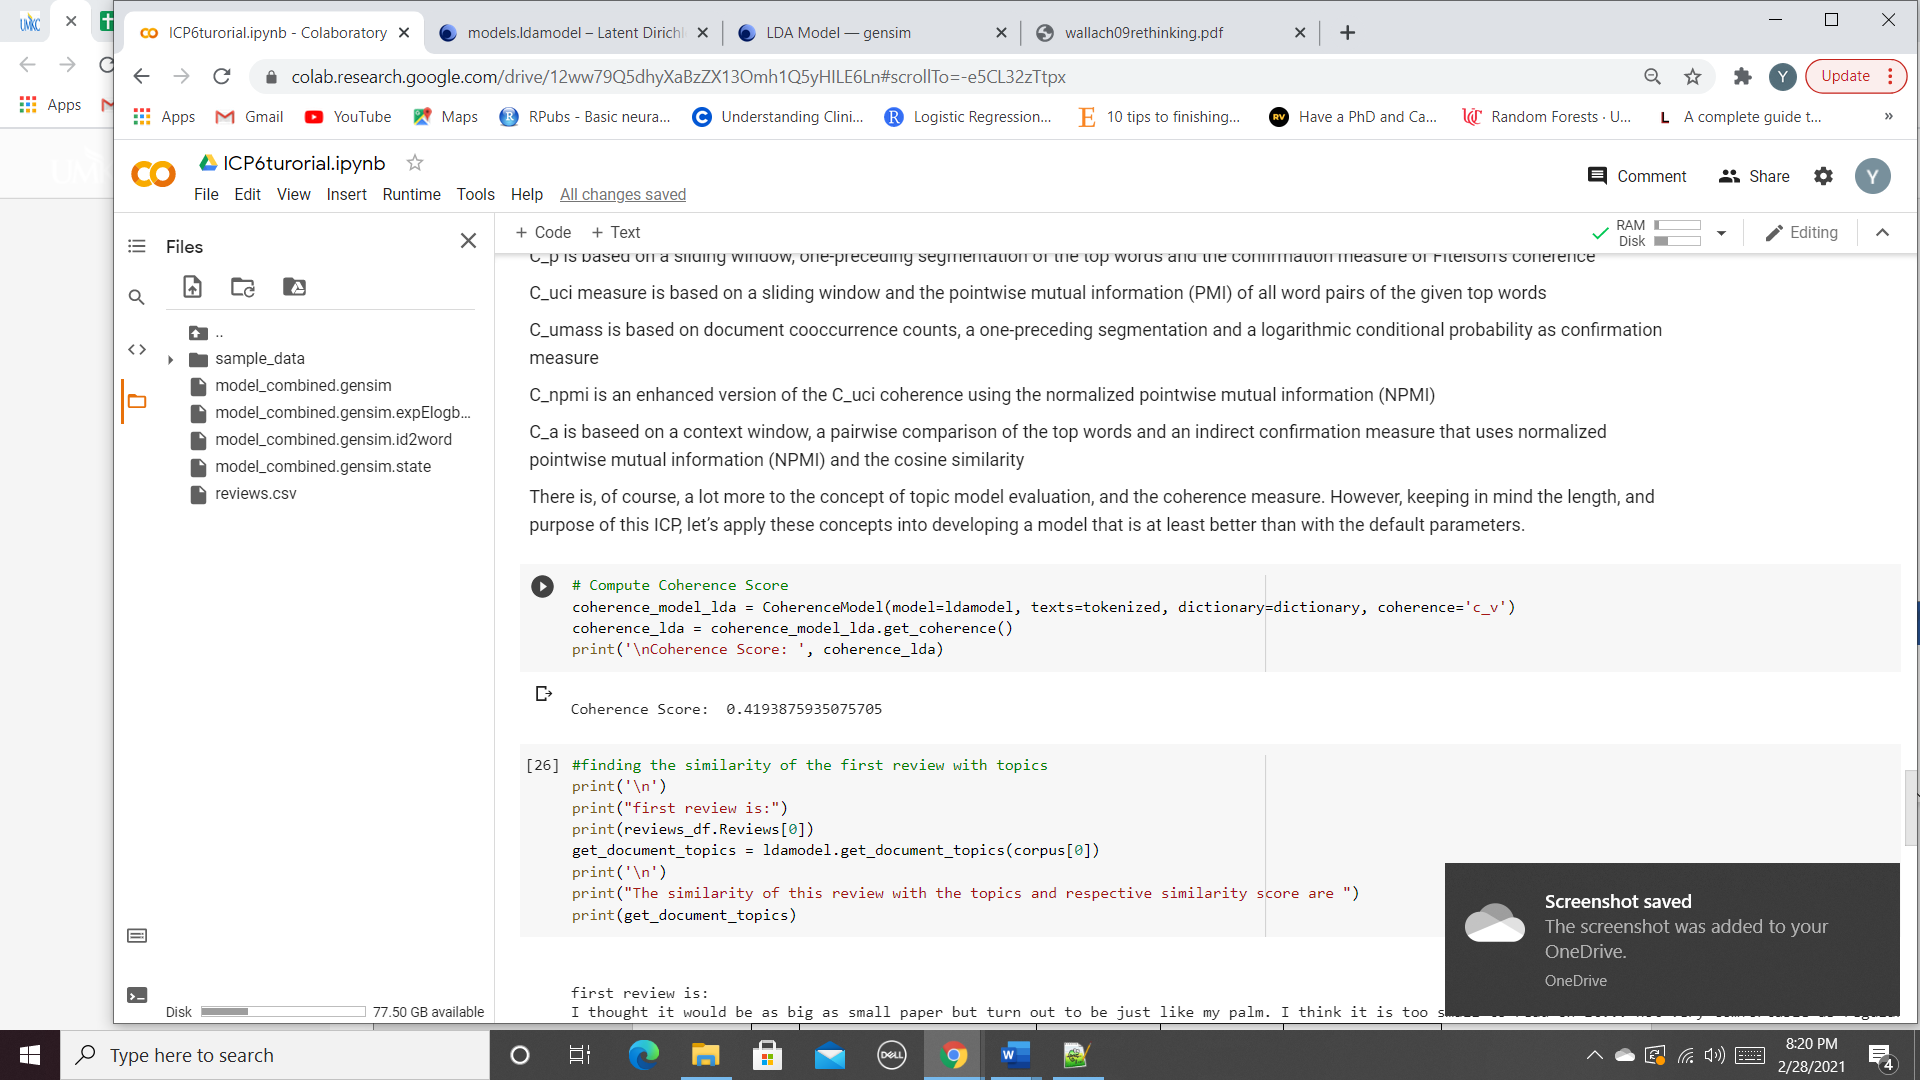 UMKC
ICP6turorial.ipynb - Colaboratory
models.ldamodel – Latent Dirichl
LDA Model — gensim
wallach09rethinking.pdf
colab.research.google.com/drive/12ww79Q5dhyXaBzZX13Omh1Q5yHILE6Ln#scrollTo=-e5CL32zTtpx
Y
Update
Apps
Apps
Gmail
YouTube
Maps
RPubs - Basic neura...
Understanding Clini...
Logistic Regression...
10 tips to finishing...
Have a PhD and Ca...
Random Forests · U...
A complete guide t...
»
ICP6turorial.ipynb
File Edit View Insert Runtime Tools Help All changes saved
Comment
Share
Y
Files
+ Code + Text
RAM
Disk
Editing
C_p is based on a sliding window, one-preceding segmentation of the top words and the confirmation measure of Fitelson's coherence
C_uci measure is based on a sliding window and the pointwise mutual information (PMI) of all word pairs of the given top words
C_umass is based on document cooccurrence counts, a one-preceding segmentation and a logarithmic conditional probability as confirmation
measure
C_npmi is an enhanced version of the C_uci coherence using the normalized pointwise mutual information (NPMI)
C_a is baseed on a context window, a pairwise comparison of the top words and an indirect confirmation measure that uses normalized
pointwise mutual information (NPMI) and the cosine similarity
There is, of course, a lot more to the concept of topic model evaluation, and the coherence measure. However, keeping in mind the length, and
purpose of this ICP, let's apply these concepts into developing a model that is at least better than with the default parameters.
..
sample_data
model_combined.gensim
model_combined.gensim.expElogb...
model_combined.gensim.id2word
model_combined.gensim.state
reviews.csv
Disk
77.50 GB available
# Compute Coherence Score
coherence_model_lda = CoherenceModel(model=ldamodel, texts=tokenized, dictionary=dictionary, coherence='c_v')
coherence_lda = coherence_model_lda.get_coherence()
print('\nCoherence Score: ', coherence_lda)
Coherence Score:  0.4193875935075705
[26] #finding the similarity of the first review with topics
print('\n')
print("first review is:")
print(reviews_df.Reviews[0])
get_document_topics = ldamodel.get_document_topics(corpus[0])
print('\n')
print("The similarity of this review with the topics and respective similarity score are ")
print(get_document_topics)
first review is:
I thought it would be as big as small paper but turn out to be just like my palm. I think it is too
Screenshot saved
The screenshot was added to your
OneDrive.
OneDrive
Type here to search
DELL
8:20 PM
2/28/2021
4